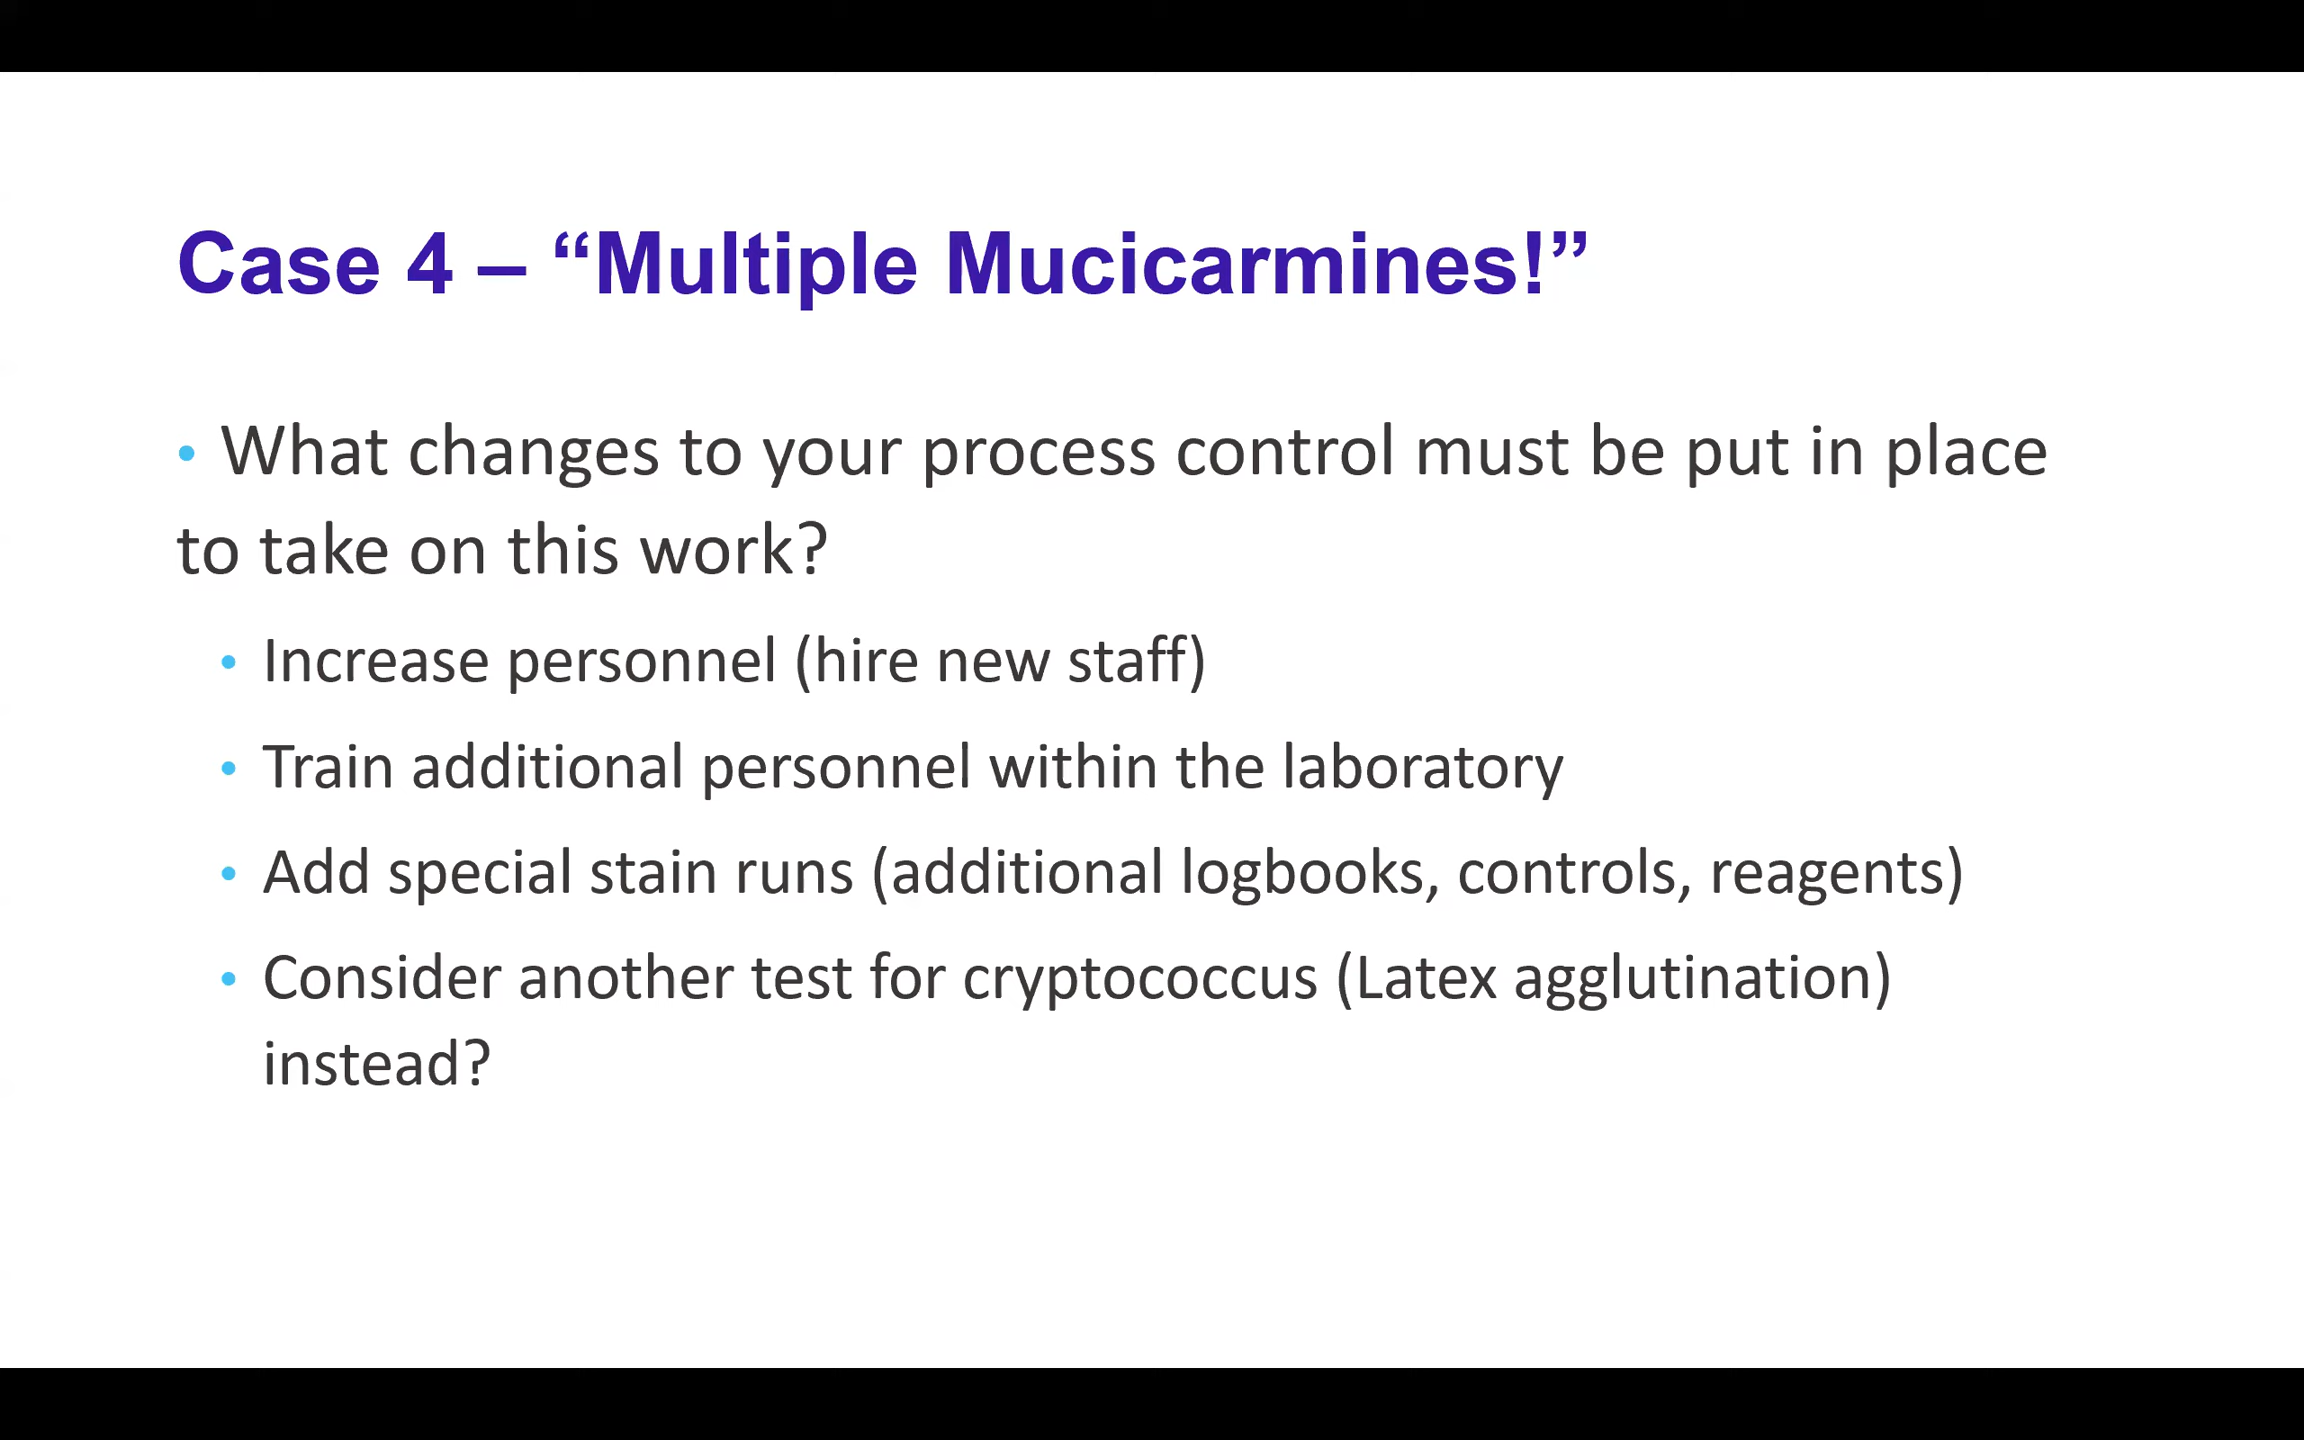 Case 4 – “Multiple Mucicarmines!”
• What changes to your process control must be put in place
to take on this work?
• Increase personnel (hire new staff)
• Train additional personnel within the laboratory
• Add special stain runs (additional logbooks, controls, reagents)
• Consider another test for cryptococcus (Latex agglutination)
instead?